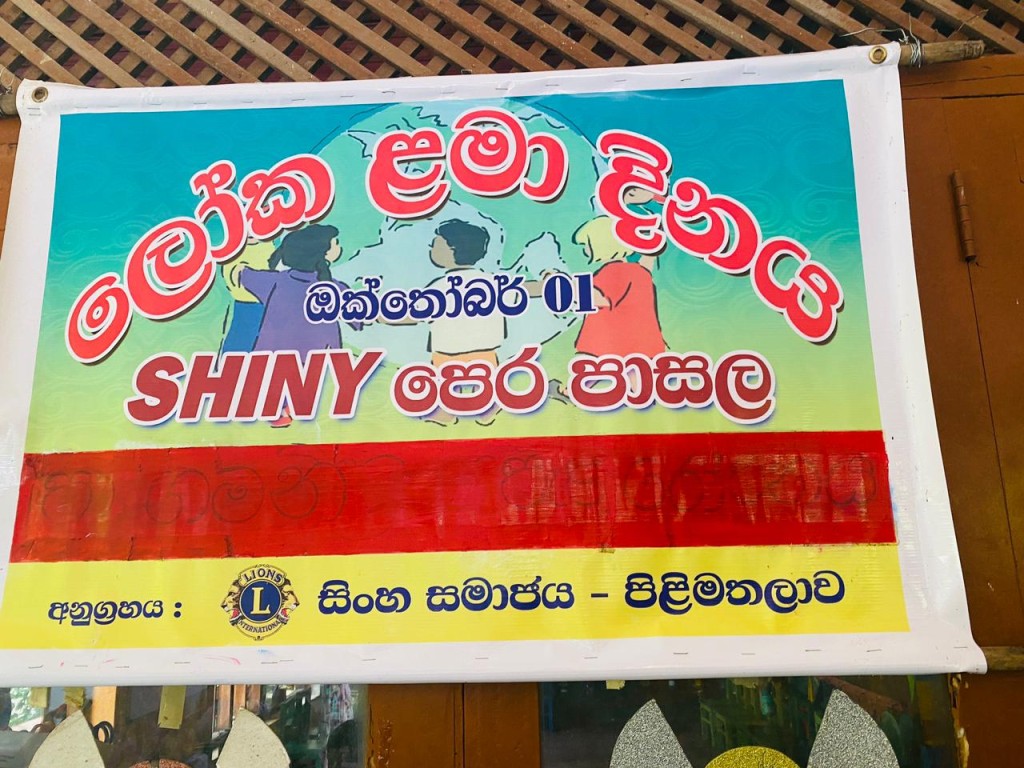 ලෝක ළමා දිනය
ඔක්තෝබර් 01
SHINY පෙර පාසල
අනුග්‍රහය : LIONS L INTERNATIONAL සිංහ සමාජය - පිළිමතලාව